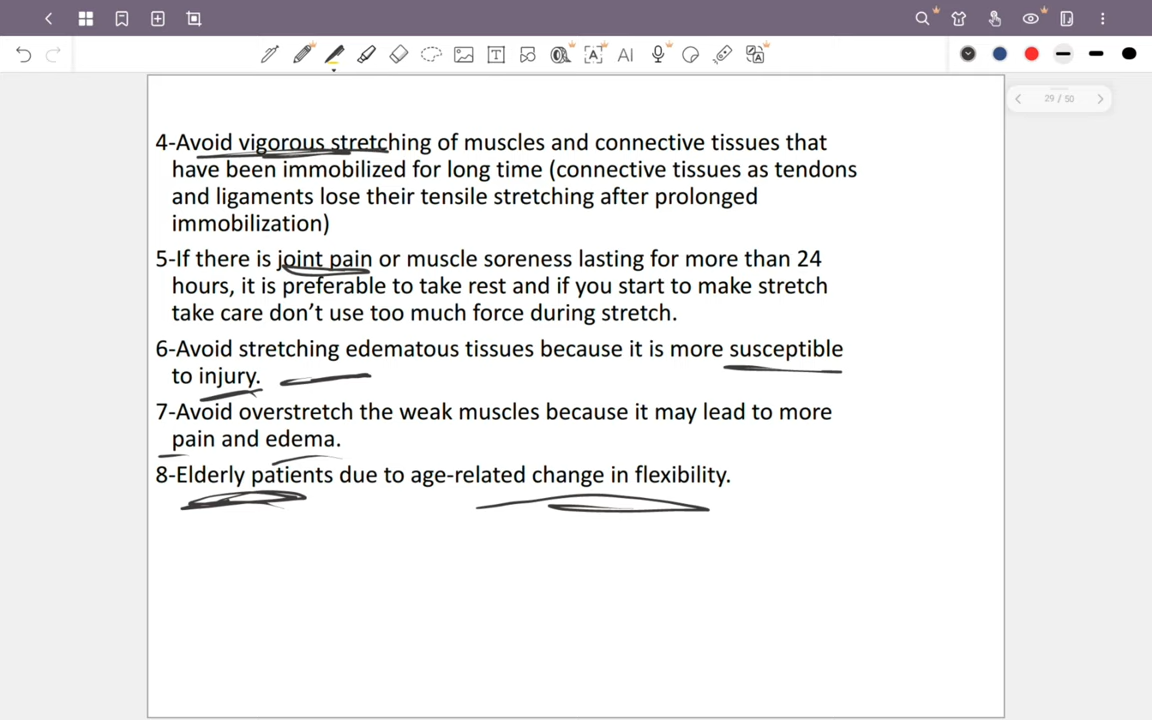 29 / 50
4-Avoid vigorous stretching of muscles and connective tissues that
have been immobilized for long time (connective tissues as tendons
and ligaments lose their tensile stretching after prolonged
immobilization)
5-If there is joint pain or muscle soreness lasting for more than 24
hours, it is preferable to take rest and if you start to make stretch
take care don’t use too much force during stretch.
6-Avoid stretching edematous tissues because it is more susceptible
to injury.
7-Avoid overstretch the weak muscles because it may lead to more
pain and edema.
8-Elderly patients due to age-related change in flexibility.